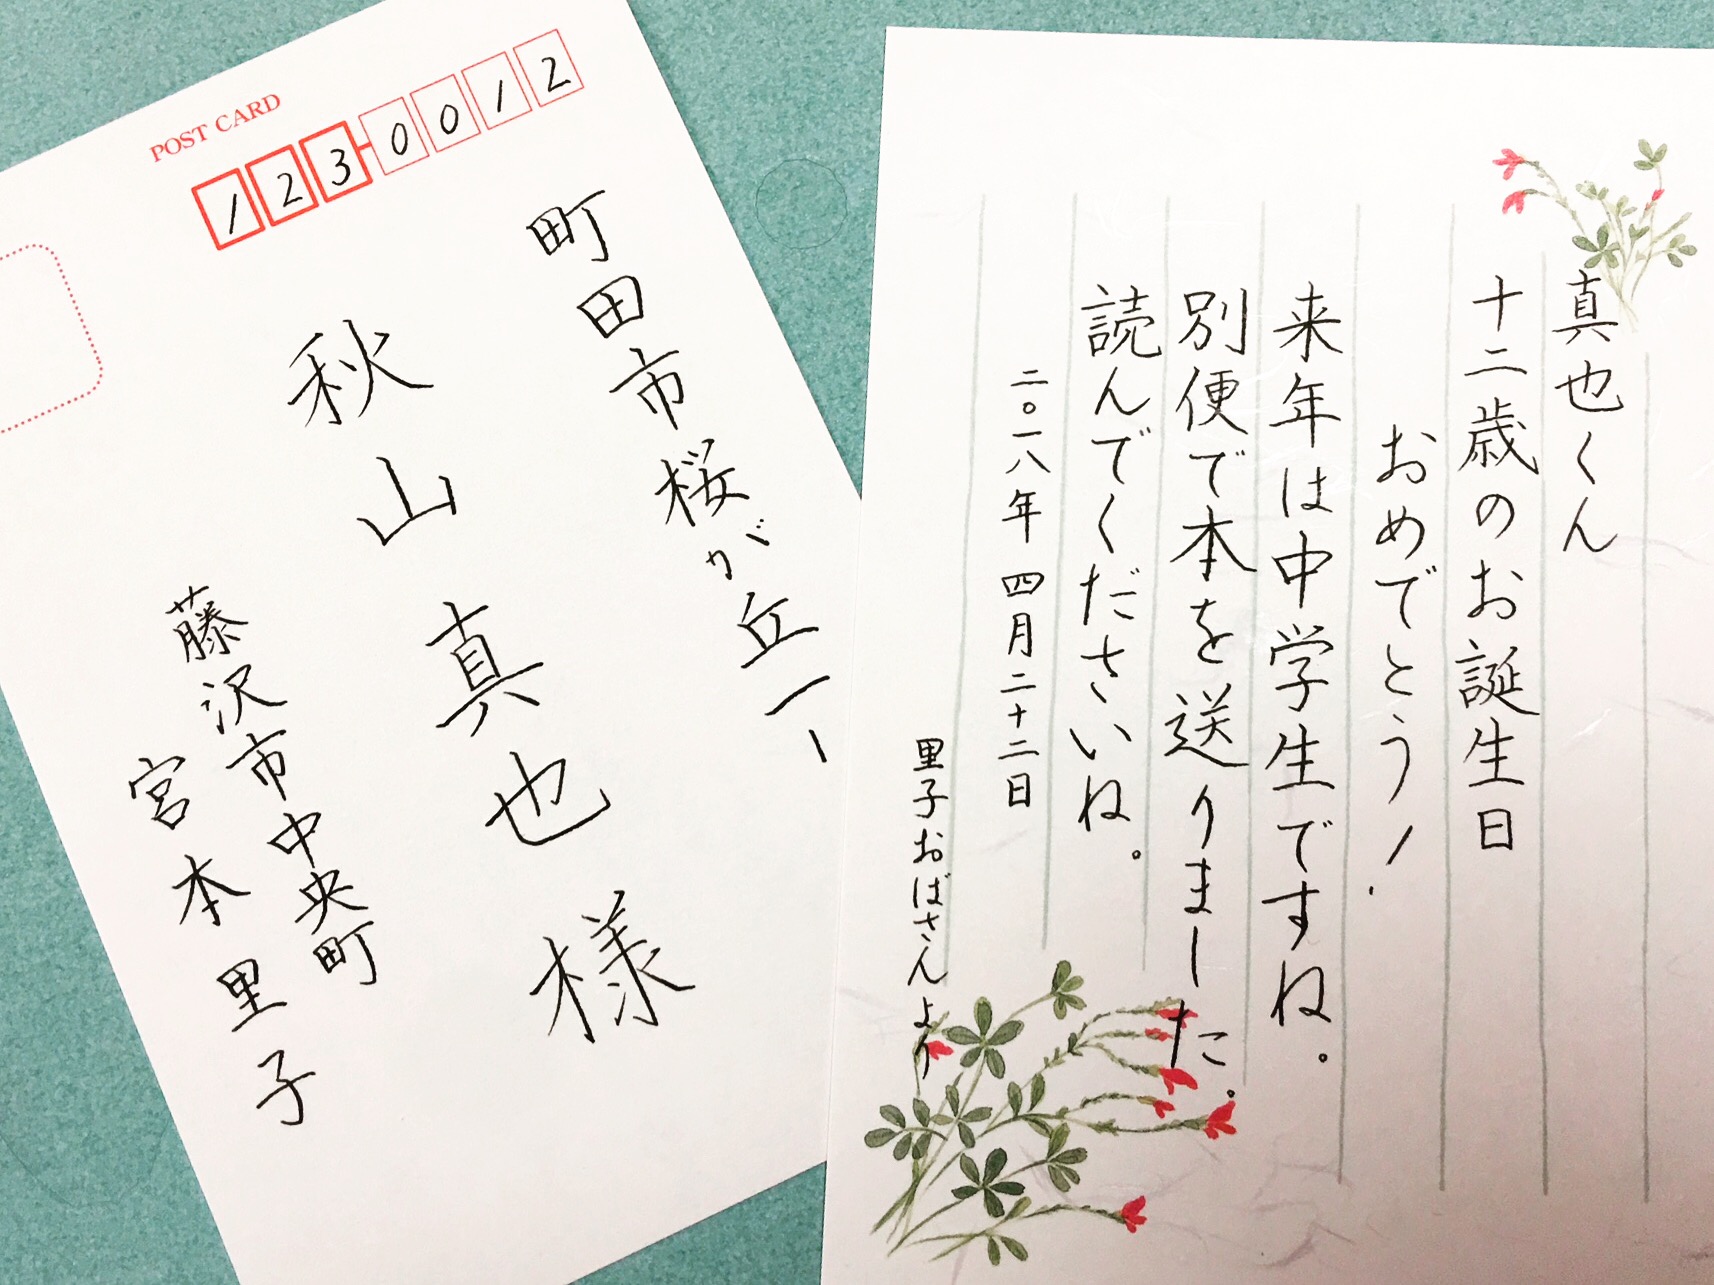 POST CARD
123-0012
町田市桜が丘一ー
秋山真也様
藤沢市中央町
宮本里子
真也くん
十二歳のお誕生日
おめでとう!
来年は中学生ですね。
別便で本を送りました。
読んでくださいね。
二〇一八年 四月二十二日
里子おばさんより